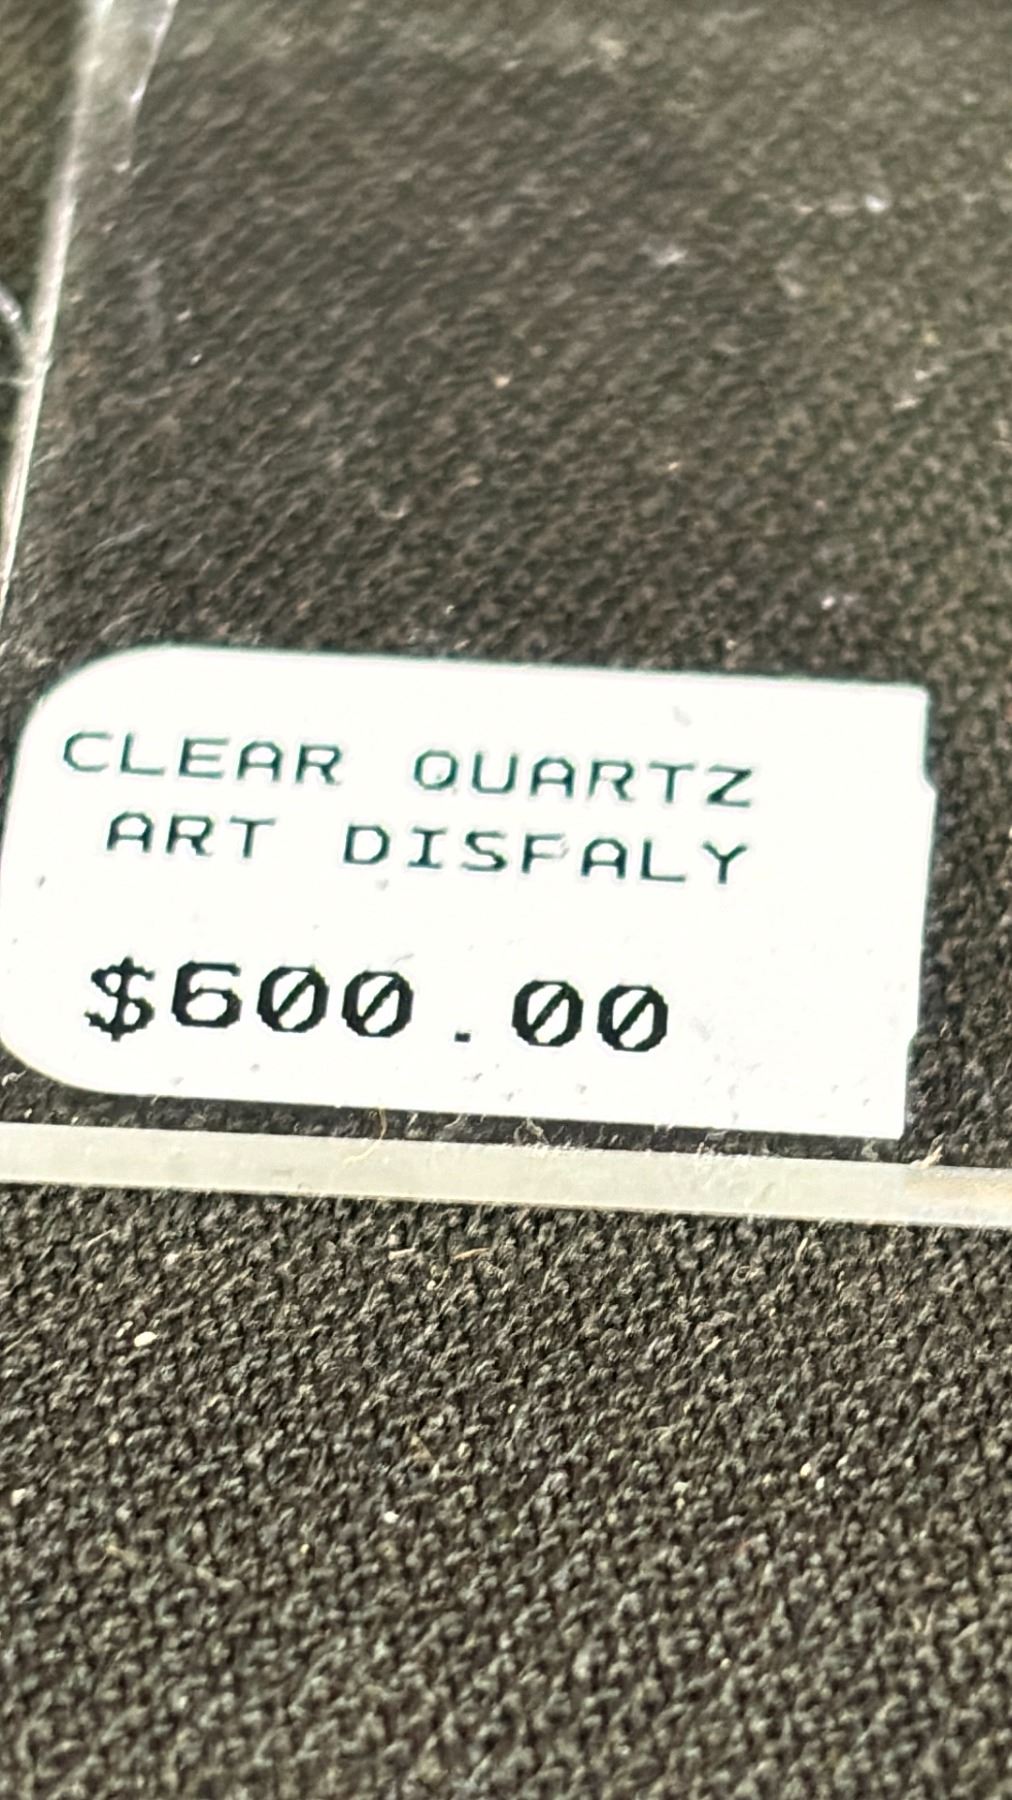 CLEAR QUARTZ
ART DISFALY
$600.00